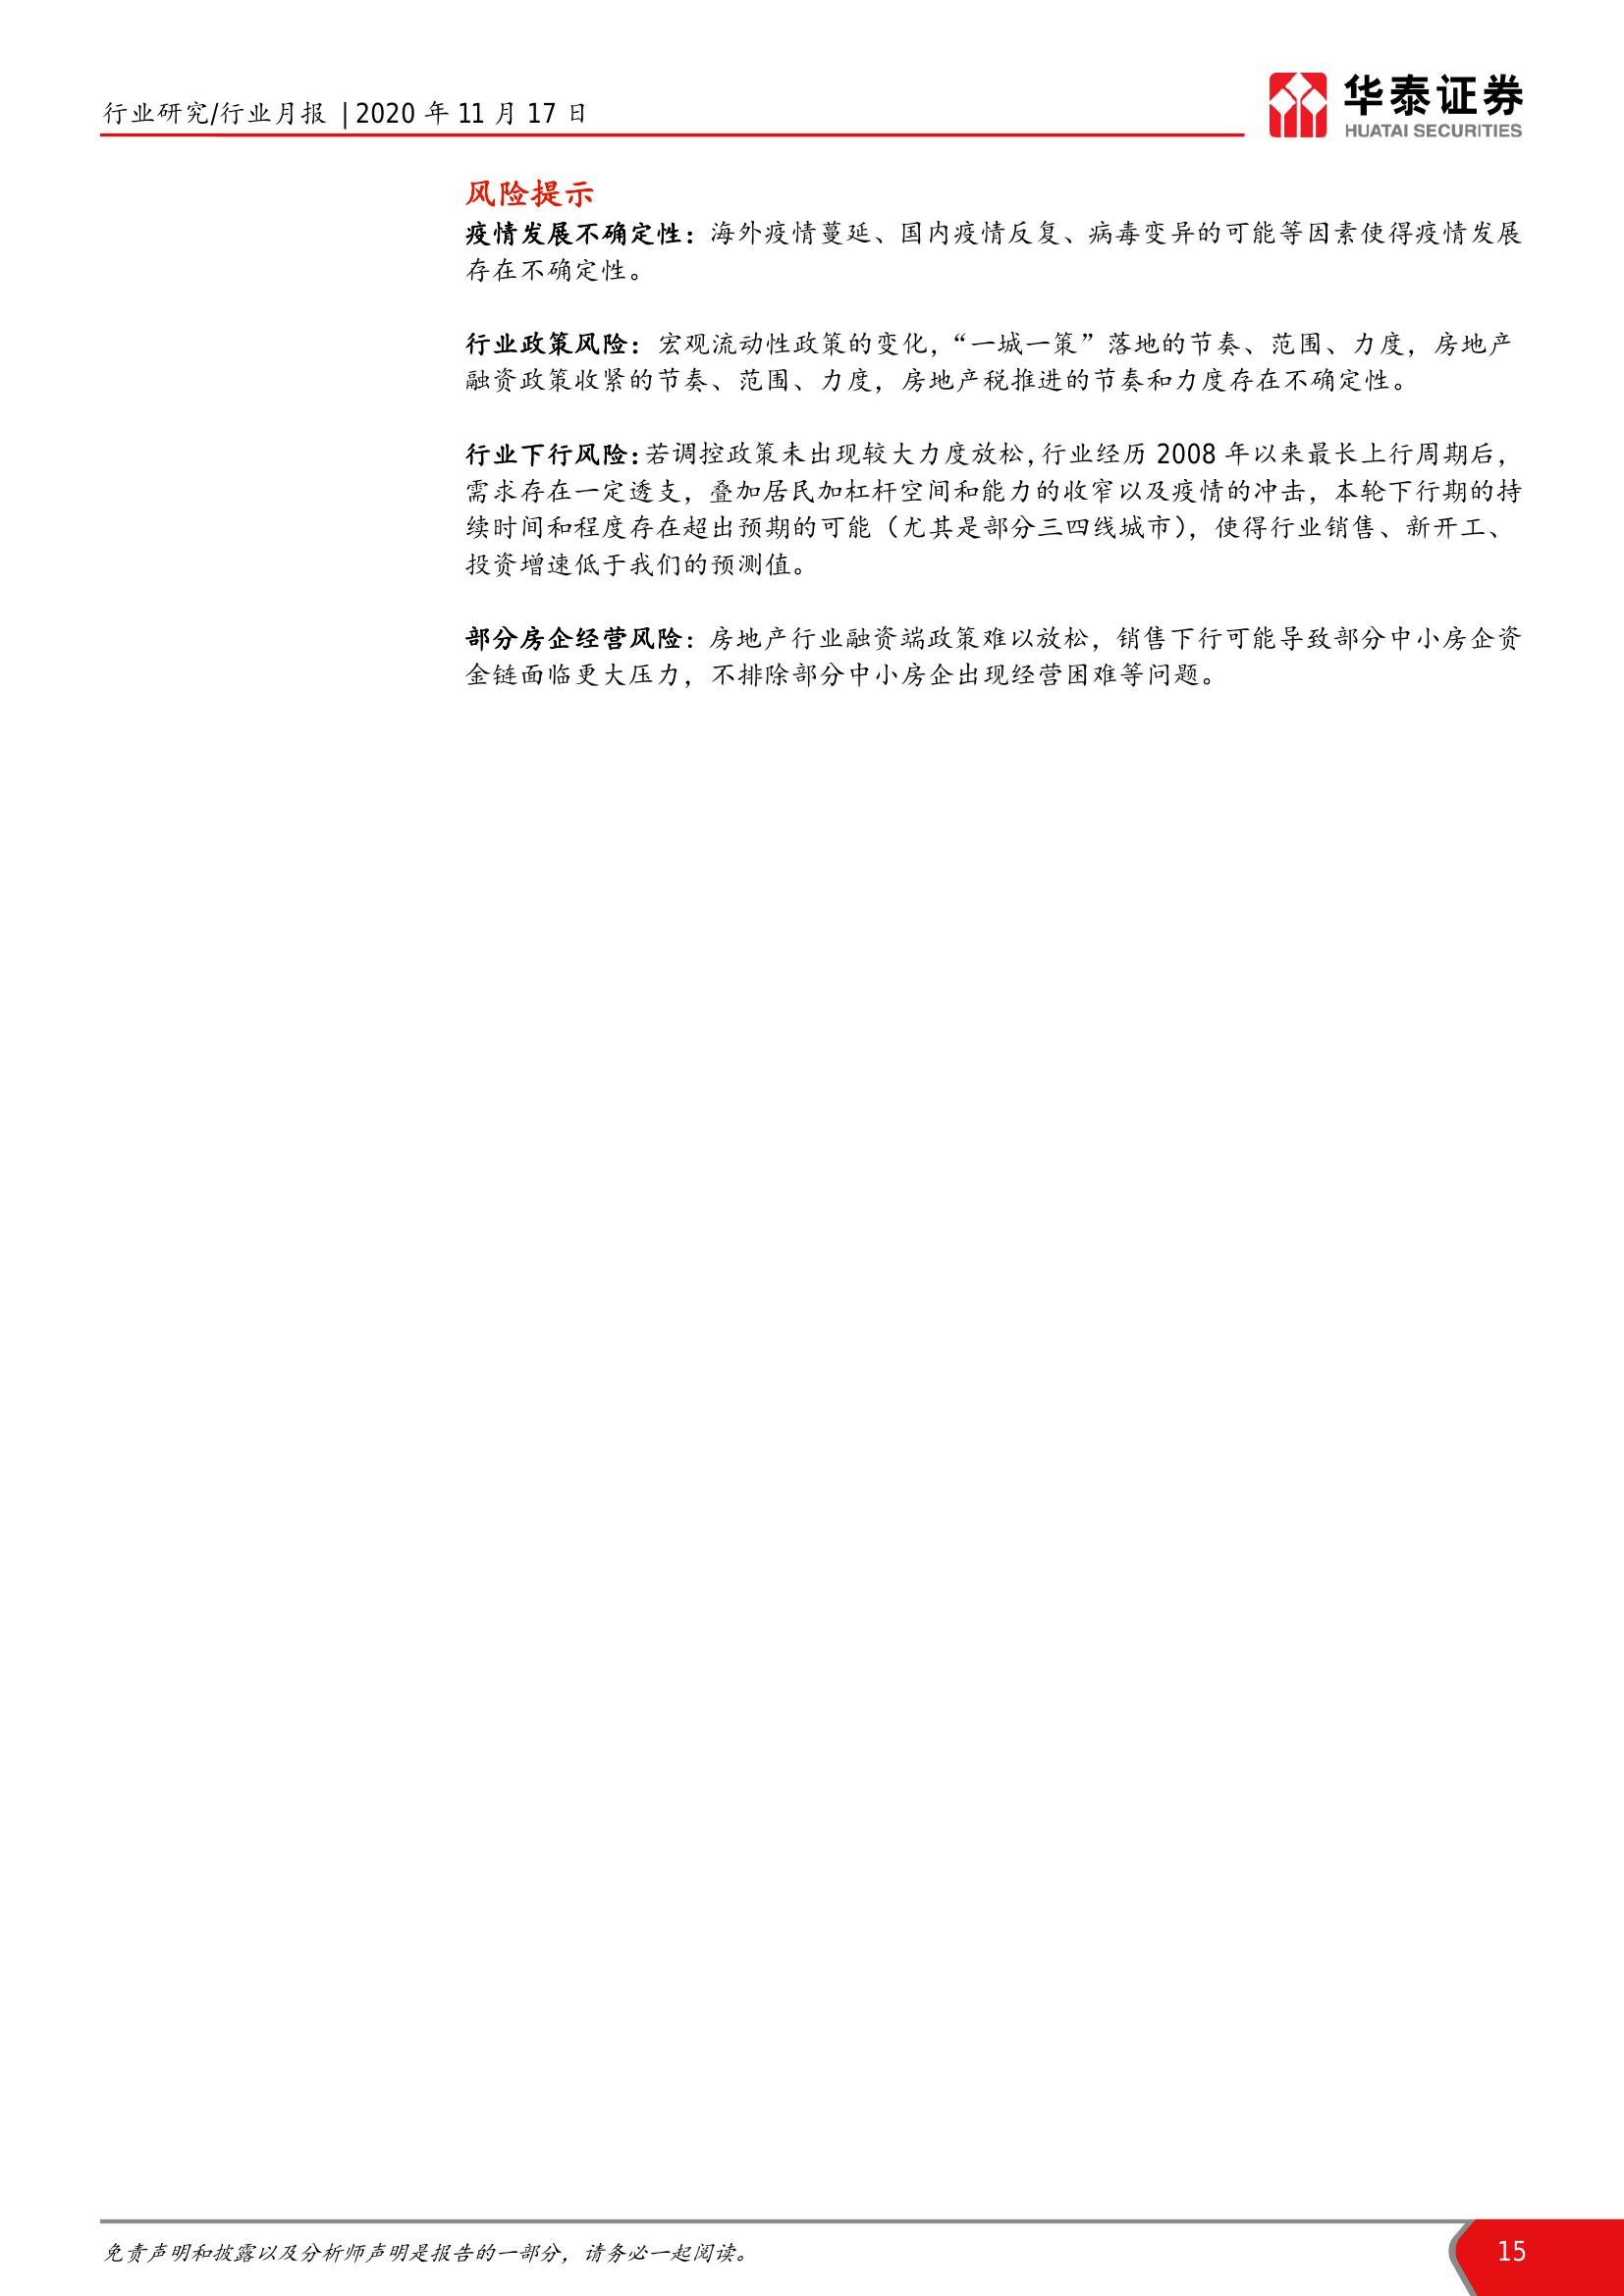 行业研究/行业月报 | 2020 年 11 月 17 日
华泰证券
HUATAI SECURITIES
风险提示
疫情发展不确定性：海外疫情蔓延、国内疫情反复、病毒变异的可能等因素使得疫情发展
存在不确定性。
行业政策风险：宏观流动性政策的变化，“一城一策”落地的节奏、范围、力度，房地产
融资政策收紧的节奏、范围、力度，房地产税推进的节奏和力度存在不确定性。
行业下行风险：若调控政策未出现较大力度放松，行业经历 2008 年以来最长上行周期后，
需求存在一定透支，叠加居民加杠杆空间和能力的收窄以及疫情的冲击，本轮下行期的持
续时间和程度存在超出预期的可能（尤其是部分三四线城市），使得行业销售、新开工、
投资增速低于我们的预测值。
部分房企经营风险：房地产行业融资端政策难以放松，销售下行可能导致部分中小房企资
金链面临更大压力，不排除部分中小房企出现经营困难等问题。
免责声明和披露以及分析师声明是报告的一部分，请务必一起阅读。
15